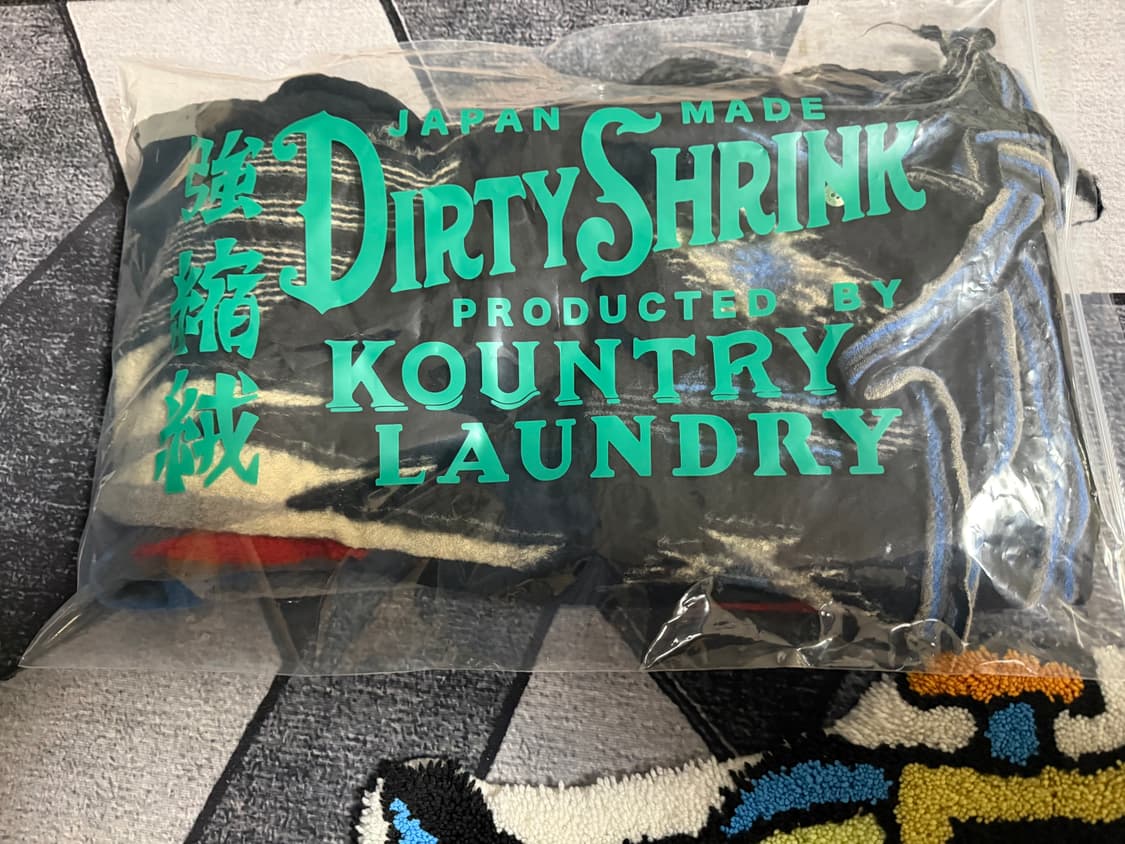 強縮絨
JAPAN MADE
DIRTY SHRINK
PRODUCTED BY
KOUNTRY
LAUNDRY